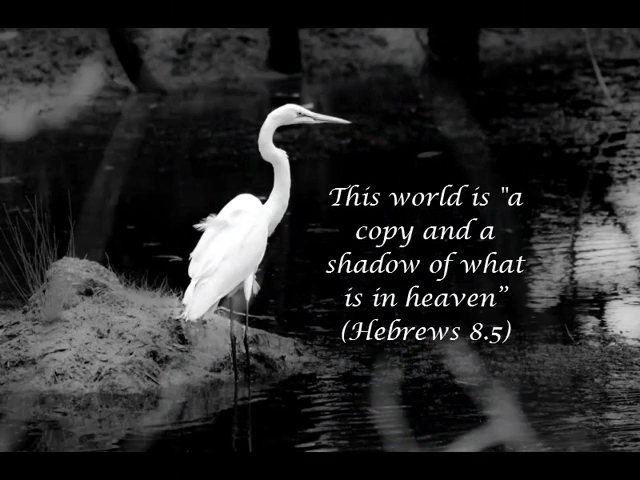 This world is "a
copy and a
shadow of what
is in heaven”
(Hebrews 8.5)